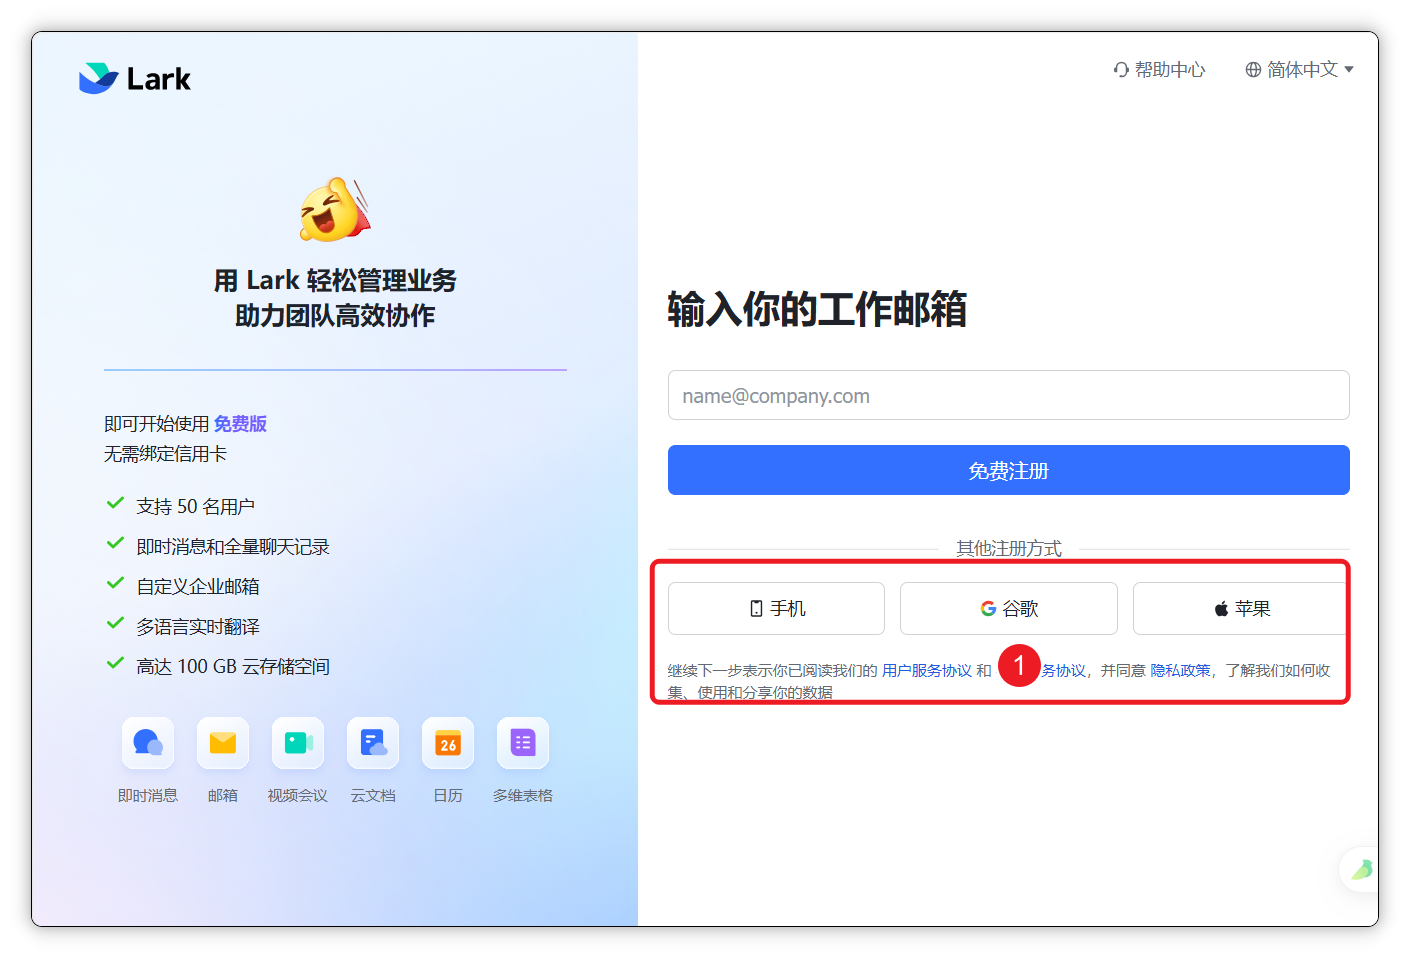 Lark
帮助中心
简体中文
用 Lark 轻松管理业务
助力团队高效协作
即可开始使用 免费版
无需绑定信用卡
支持 50 名用户
即时消息和全量聊天记录
自定义企业邮箱
多语言实时翻译
高达 100 GB 云存储空间
26
即时消息
邮箱
视频会议
云文档
日历
多维表格
输入你的工作邮箱
name@company.com
免费注册
其他注册方式
手机
谷歌
苹果
继续下一步表示你已阅读我们的 用户服务协议 和 1 务协议，并同意 隐私政策，了解我们如何收
集、使用和分享你的数据